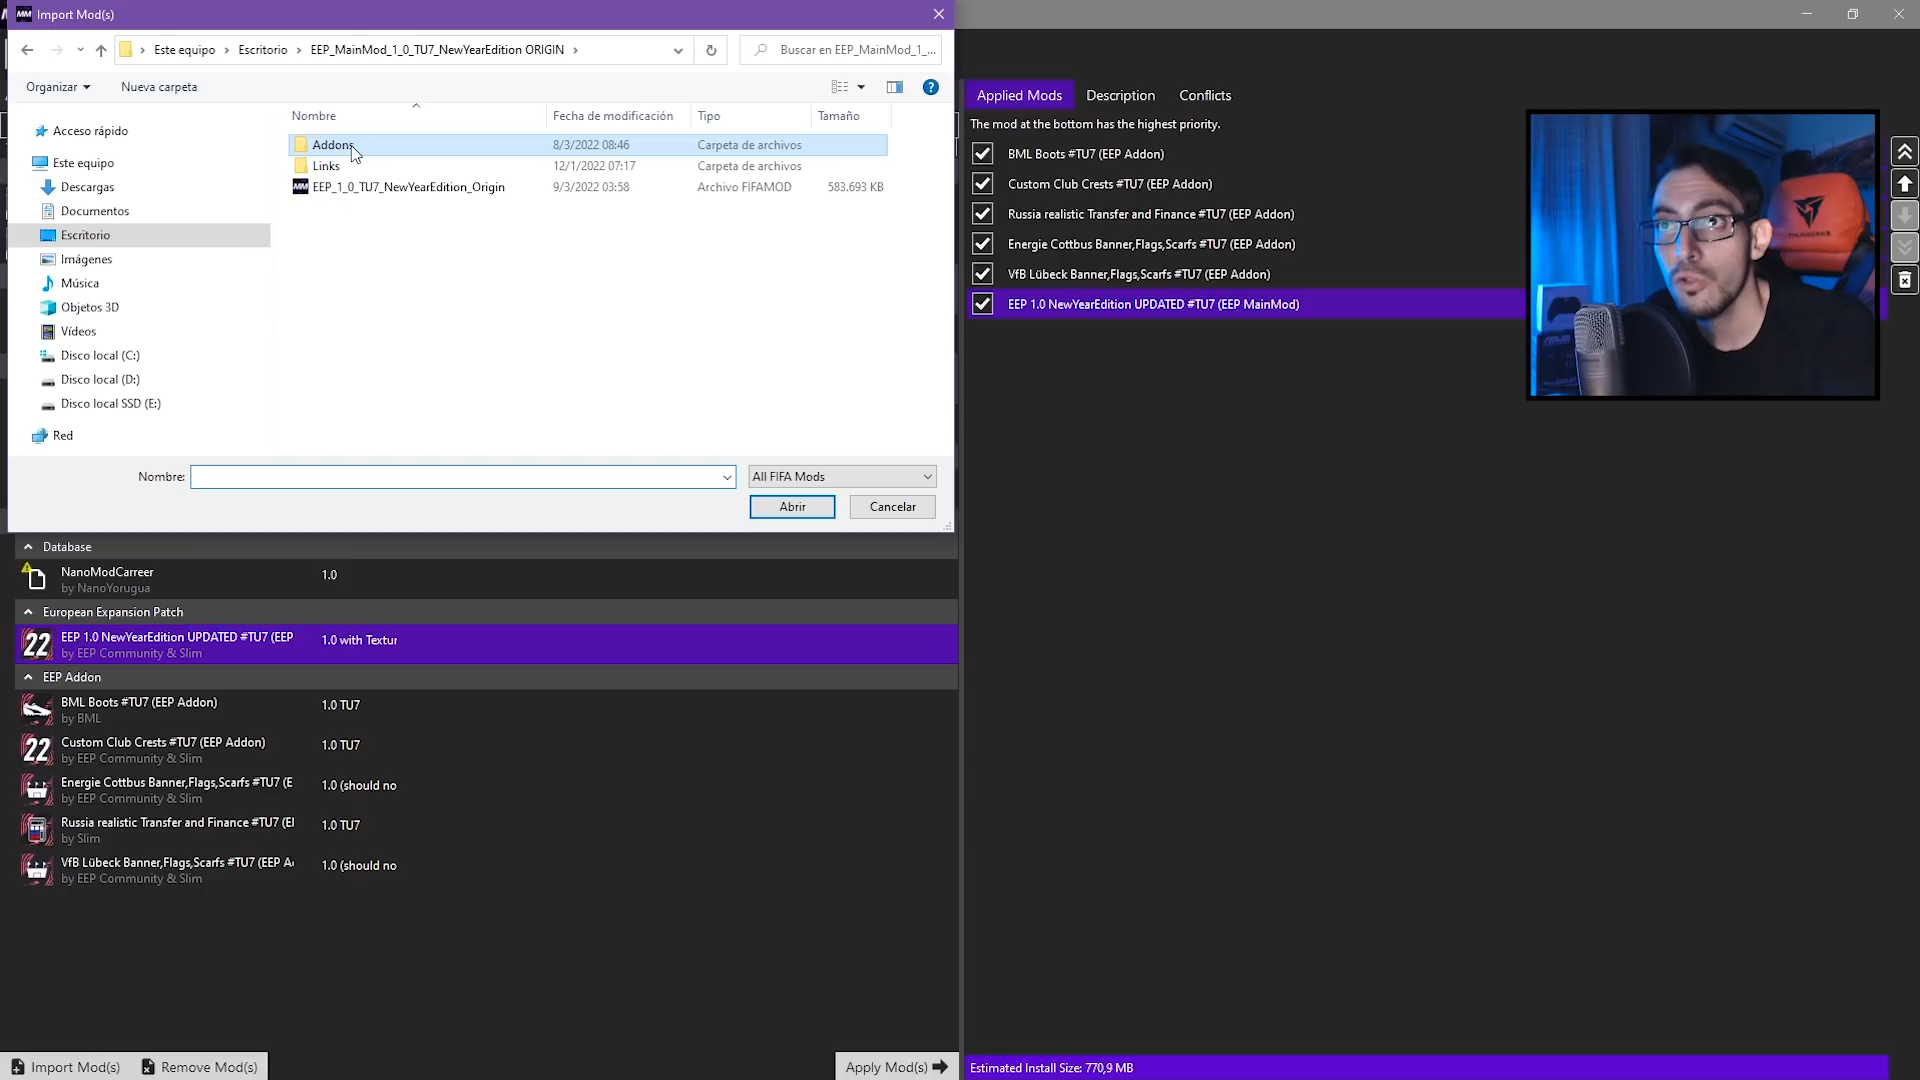 Import Mod(s)
Este equipo
Escritorio
EEP_MainMod_1_0_TU7_NewYearEdition ORIGIN
Buscar en EEP_MainMod_1_...
Organizar
Nueva carpeta
Nombre
Fecha de modificación
Tipo
Tamaño
Addons
8/3/2022 08:46
Carpeta de archivos
Links
12/1/2022 07:17
Carpeta de archivos
EEP_1_0_TU7_NewYearEdition_Origin
9/3/2022 03:58
Archivo FIFAMOD
583.693 KB
Acceso rápido
Este equipo
Descargas
Documentos
Escritorio
Imágenes
Música
Objetos 3D
Vídeos
Disco local (C:)
Disco local (D:)
Disco local SSD (E:)
Red
Nombre:
All FIFA Mods
Abrir
Cancelar
Database
NanoModCarreer
1.0
by NanoYorugua
European Expansion Patch
EEP 1.0 NewYearEdition UPDATED #TU7 (EEP
1.0 with Textur
by EEP Community & Slim
EEP Addon
BML Boots #TU7 (EEP Addon)
1.0 TU7
by BML
Custom Club Crests #TU7 (EEP Addon)
1.0 TU7
by EEP Community & Slim
Energie Cottbus Banner,Flags,Scarfs #TU7 (E
1.0 (should no
by EEP Community & Slim
Russia realistic Transfer and Finance #TU7 (EI
1.0 TU7
by Slim
VfB Lübeck Banner,Flags,Scarfs #TU7 (EEP A
1.0 (should no
by EEP Community & Slim
Import Mod(s)
Remove Mod(s)
Apply Mod(s)
Applied Mods
Description
Conflicts
The mod at the bottom has the highest priority.
BML Boots #TU7 (EEP Addon)
Custom Club Crests #TU7 (EEP Addon)
Russia realistic Transfer and Finance #TU7 (EEP Addon)
Energie Cottbus Banner,Flags,Scarfs #TU7 (EEP Addon)
VfB Lübeck Banner,Flags,Scarfs #TU7 (EEP Addon)
EEP 1.0 NewYearEdition UPDATED #TU7 (EEP MainMod)
Estimated Install Size: 770,9 MB